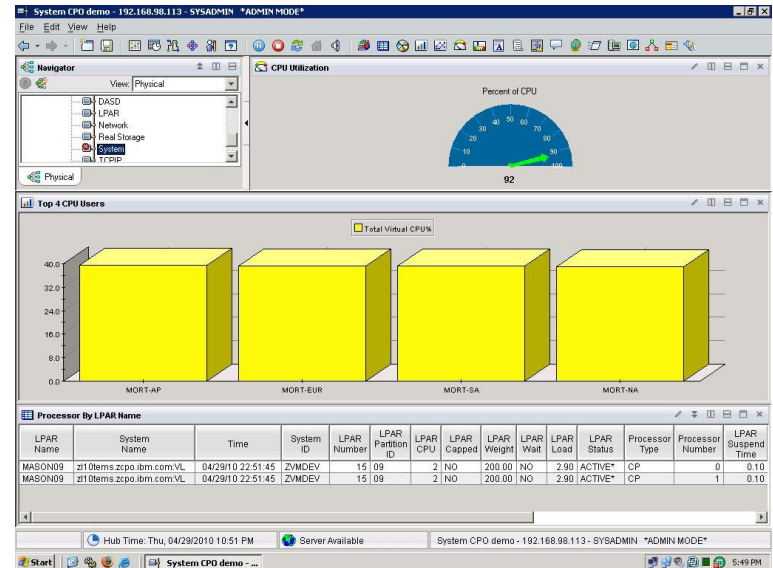 System CPO demo - 192.168.98.113 - SYSADMIN *ADMIN MODE*
File Edit View Help
Navigator
View: Physical
DASD
LPAR
Network
Real Storage
System
TCPIP
Physical
CPU Utilization
Percent of CPU
0 10 20 30 40 50 60 70 80 90 100
92
Top 4 CPU Users
Total Virtual CPU%
40.0
32.0
24.0
16.0
8.0
0.0
MORT-AP MORT-EUR MORT-SA MORT-NA
Processor By LPAR Name
LPAR Name System Name Time System ID LPAR Number LPAR Partition ID LPAR CPU LPAR Capped LPAR Weight LPAR Wait LPAR Load LPAR Status Processor Type Processor Number LPAR Suspend Time
MASON09 zl10tems.zcpo.ibm.com:VL 04/29/10 22:51:45 ZVMDEV 15 09 2 NO 200.00 NO 2.90 ACTIVE* CP 0 0.10
MASON09 zl10tems.zcpo.ibm.com:VL 04/29/10 22:51:45 ZVMDEV 15 09 2 NO 200.00 NO 2.90 ACTIVE* CP 1 0.10
Hub Time: Thu, 04/29/2010 10:51 PM Server Available System CPO demo - 192.168.98.113 - SYSADMIN *ADMIN MODE*
Start System CPO demo - ... 5:49 PM